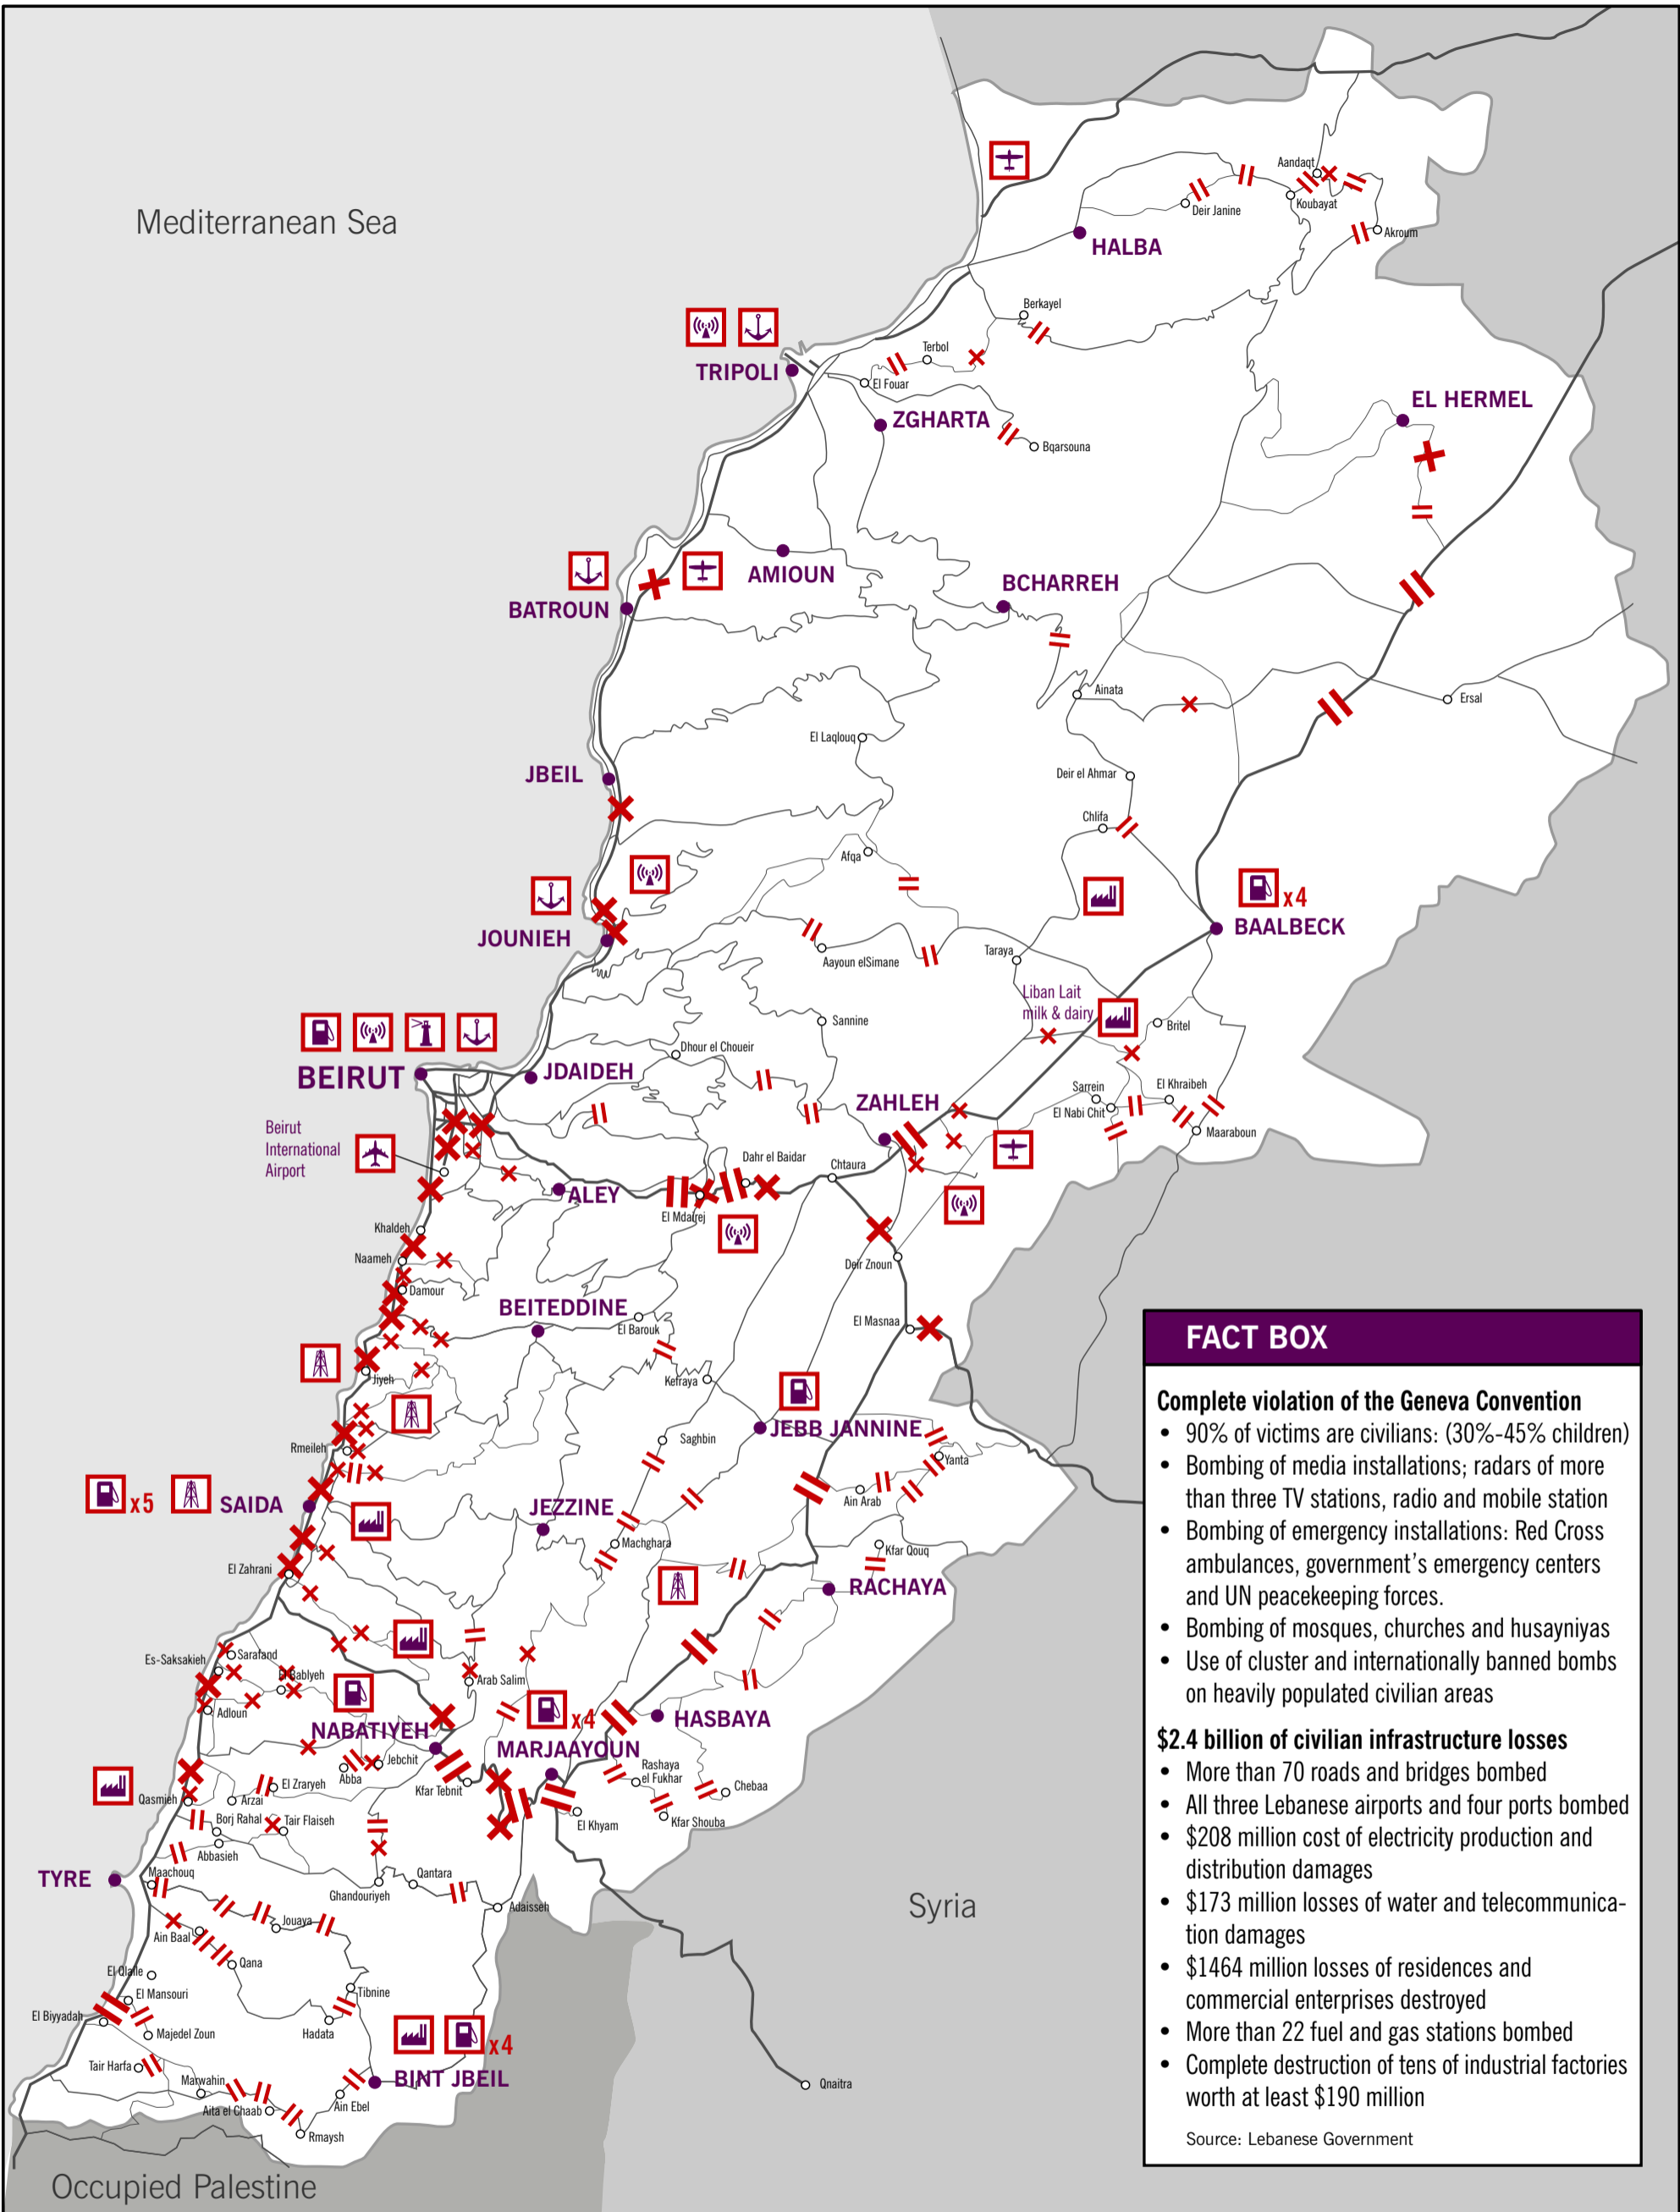 Mediterranean Sea
Aandaqt
Koubayat
Deir Janine
Akroum
HALBA
Berkayel
Terbol
TRIPOLI
El Fouar
ZGHARTA
EL HERMEL
Bqarsouna
AMIOUN
BCHARREH
BATROUN
Ainata
Ersal
El Laqlouq
JBEIL
Deir el Ahmar
Chlifa
Afqa
x4
BAALBECK
JOUNIEH
Aayoun elSimane
Taraya
Liban Lait
milk & dairy
Sannine
Britel
Dhour el Choueir
BEIRUT
JDAIDEH
Sarrein
El Khraibeh
ZAHLEH
El Nabi Chit
Maaraboun
Beirut
International
Airport
Dahr el Baidar
Chtaura
ALEY
El Mdairej
Khaldeh
Naameh
Deir Znoun
Damour
BEITEDDINE
El Barouk
El Masnaa
Jiyeh
Kefraya
JEBB JANNINE
Rmeileh
Saghbin
Yanta
Ain Arab
x5
SAIDA
JEZZINE
Machghara
Kfar Qouq
El Zahrani
RACHAYA
Es-Saksakieh
Sarafand
El Bablyeh
Arab Salim
Adloun
x4
HASBAYA
NABATIYEH
MARJAAYOUN
Jebchit
Abba
Rashaya
el Fukhar
Chebaa
Kfar Tebnit
El Zraryeh
Qasmieh
Arzai
Borj Rahal
Tair Flaiseh
El Khyam
Kfar Shouba
Abbasieh
TYRE
Maachouq
Qantara
Ghandouriyeh
Adaisseh
Syria
Jouaya
Ain Baal
Qana
El Qlaile
El Mansouri
Tibnine
El Biyyadah
Majedel Zoun
Hadata
x4
Tair Harfa
Marwahin
BINT JBEIL
Aita el Chaab
Ain Ebel
Rmaysh
Qnaitra
Occupied Palestine
FACT BOX
Complete violation of the Geneva Convention
• 90% of victims are civilians: (30%-45% children)
• Bombing of media installations; radars of more
than three TV stations, radio and mobile station
• Bombing of emergency installations: Red Cross
ambulances, government's emergency centers
and UN peacekeeping forces.
• Bombing of mosques, churches and husayniyas
• Use of cluster and internationally banned bombs
on heavily populated civilian areas
$2.4 billion of civilian infrastructure losses
• More than 70 roads and bridges bombed
• All three Lebanese airports and four ports bombed
• $208 million cost of electricity production and
distribution damages
• $173 million losses of water and telecommunica-
tion damages
• $1464 million losses of residences and
commercial enterprises destroyed
• More than 22 fuel and gas stations bombed
• Complete destruction of tens of industrial factories
worth at least $190 million
Source: Lebanese Government